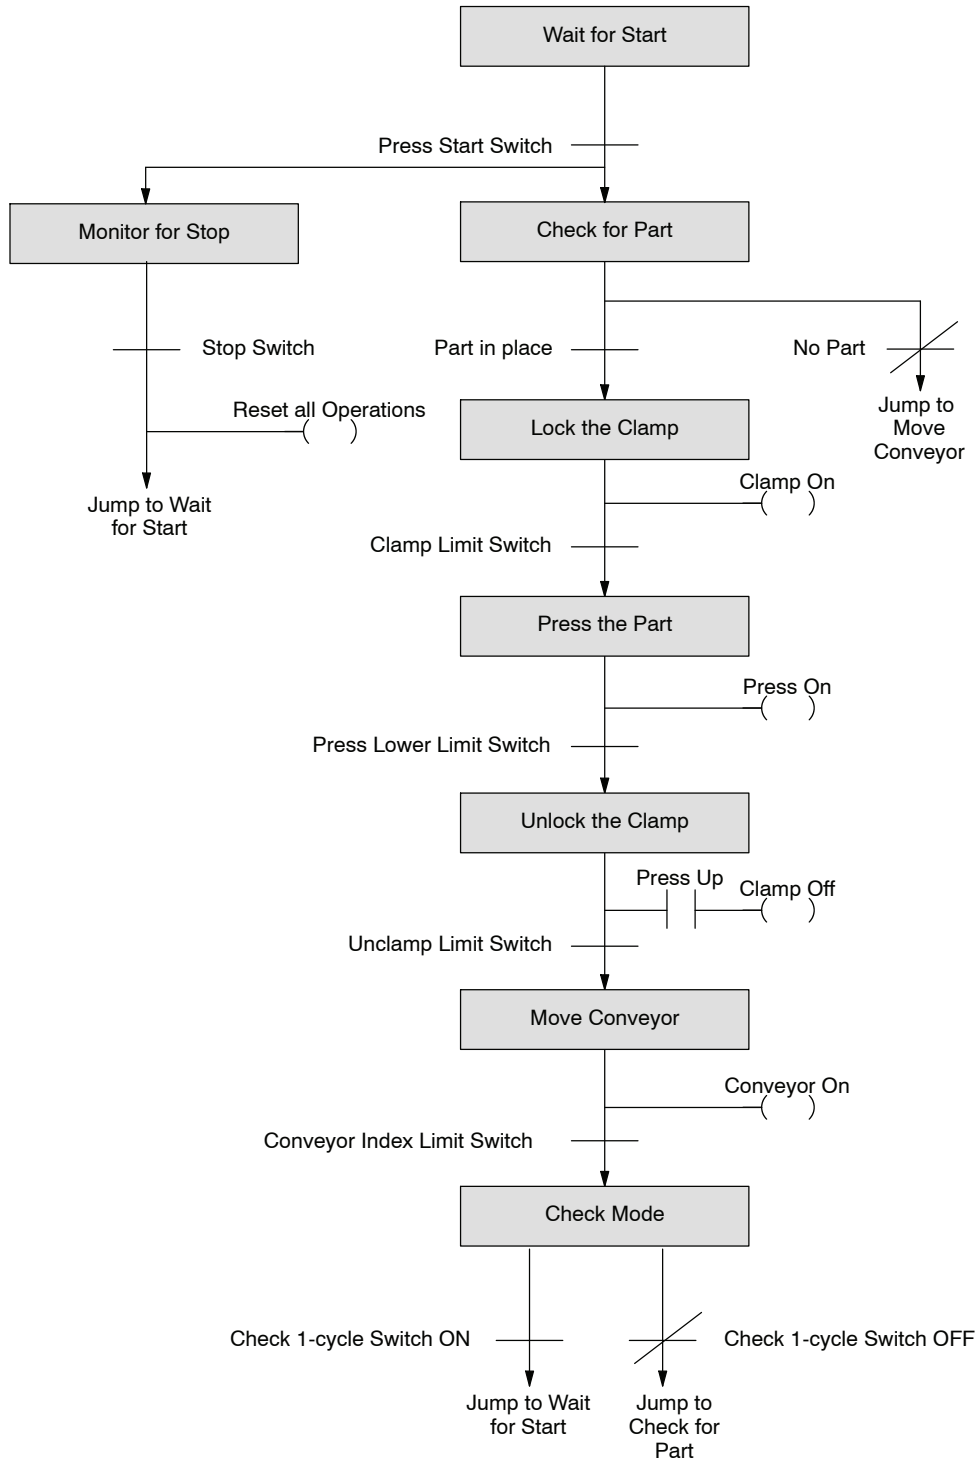 Wait for Start
Press Start Switch
Monitor for Stop
Check for Part
Stop Switch
Part in place
No Part
Reset all Operations
Jump to
Move
Conveyor
Lock the Clamp
Clamp On
Jump to Wait
for Start
Clamp Limit Switch
Press the Part
Press On
Press Lower Limit Switch
Unlock the Clamp
Press Up
Clamp Off
Unclamp Limit Switch
Move Conveyor
Conveyor On
Conveyor Index Limit Switch
Check Mode
Check 1-cycle Switch ON
Check 1-cycle Switch OFF
Jump to Wait
for Start
Jump to
Check for
Part